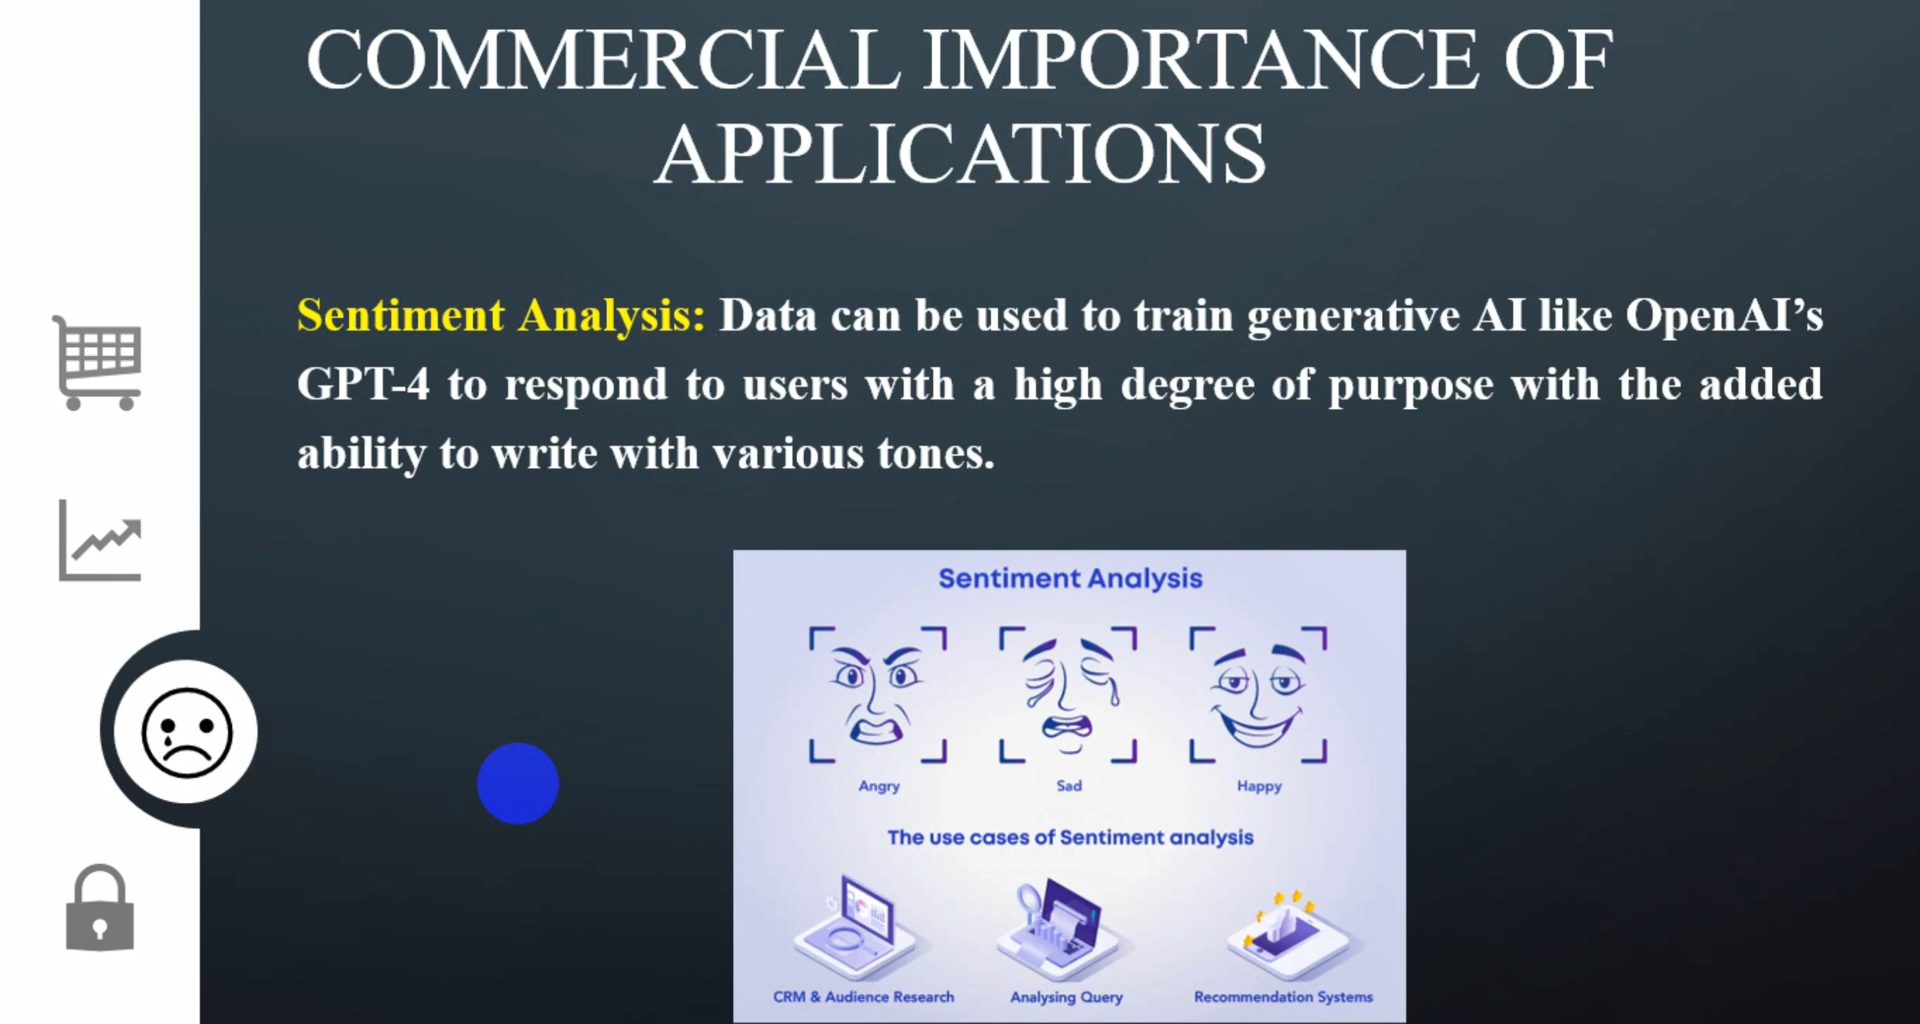 COMMERCIAL IMPORTANCE OF
APPLICATIONS
Sentiment Analysis: Data can be used to train generative AI like OpenAI’s
GPT-4 to respond to users with a high degree of purpose with the added
ability to write with various tones.
Sentiment Analysis
Angry
Sad
Happy
The use cases of Sentiment analysis
CRM & Audience Research
Analysing Query
Recommendation Systems